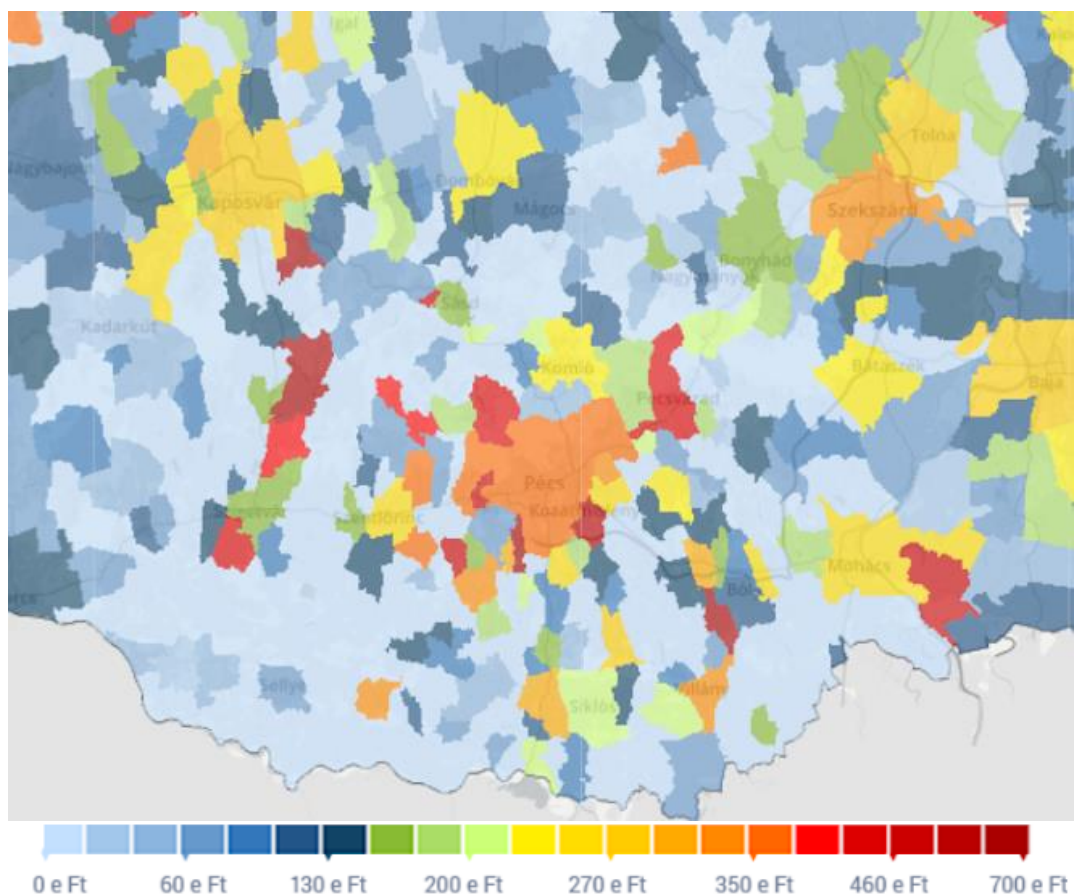 Igal
Tolna
Nagybajom
Dombóvár
Kaposvár
Mágocs
Szekszárd
Bonyhád
Nagymányok
Sásd
Kadarkút
Komló
Bátaszék
Baja
Pécsvárad
Pécs
Szigetvár
Szentlőrinc
Kozármisleny
Mohács
Bóly
Sellye
Villány
Siklós
0 e Ft 60 e Ft 130 e Ft 200 e Ft 270 e Ft 350 e Ft 460 e Ft 700 e Ft